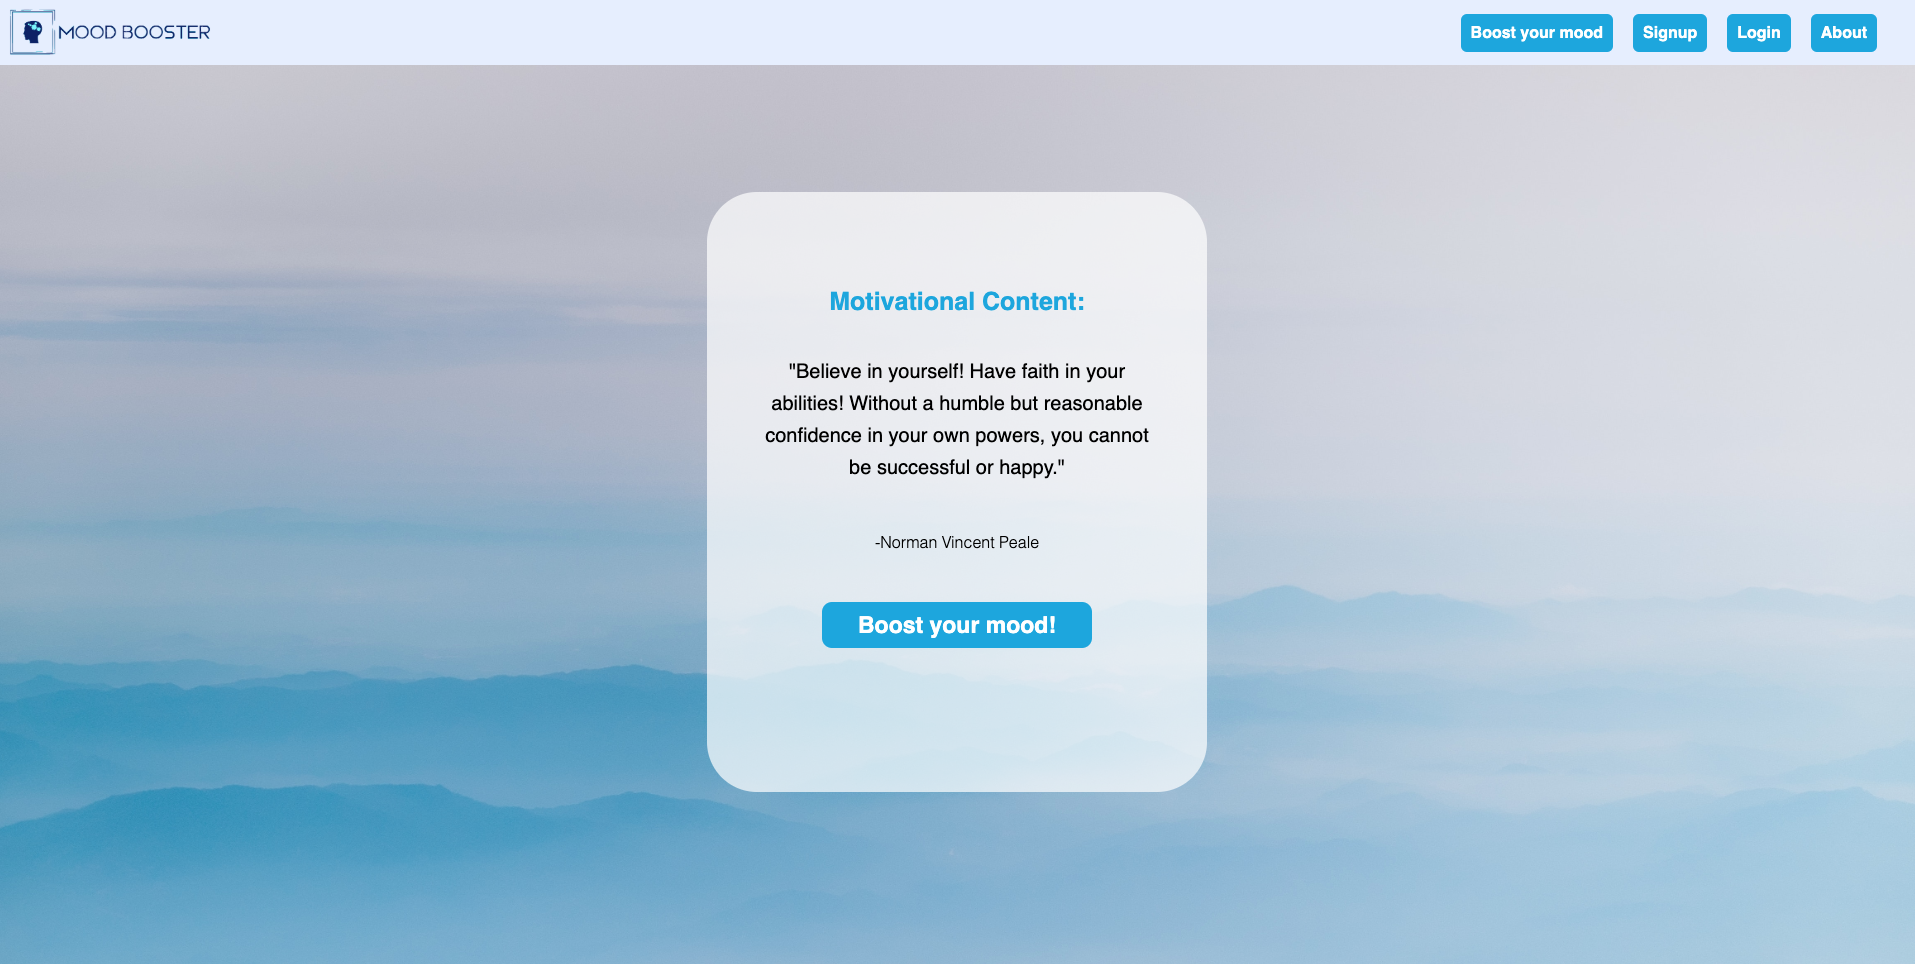 MOOD BOOSTER
Boost your mood
Signup
Login
About
Motivational Content:
"Believe in yourself! Have faith in your
abilities! Without a humble but reasonable
confidence in your own powers, you cannot
be successful or happy."
-Norman Vincent Peale
Boost your mood!